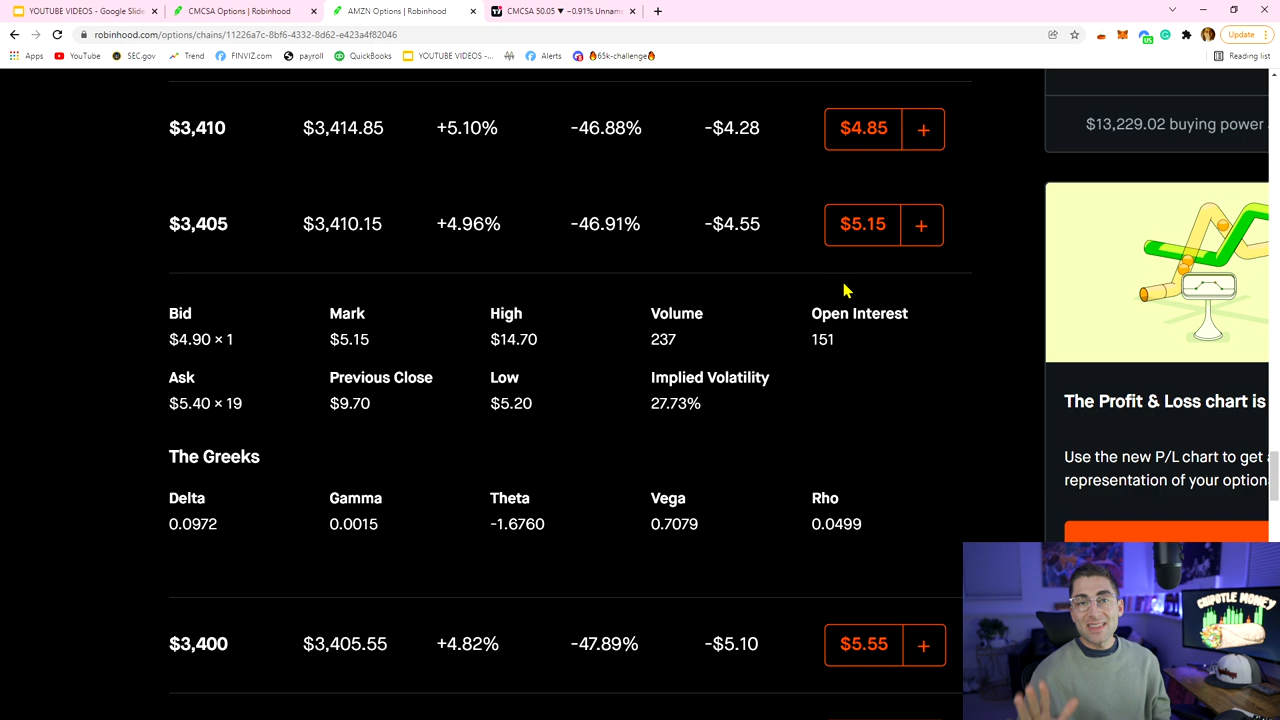 YOUTUBE VIDEOS - Google Slide
CMCSA Options | Robinhood
AMZN Options | Robinhood
CMCSA 50.05 ▼ −0.91% Unnam
robinhood.com/options/chains/11226a7c-8bf6-4332-8d62-e423a4f82046
Update
Apps
YouTube
SEC.gov
Trend
FINVIZ.com
payroll
QuickBooks
YOUTUBE VIDEOS -...
Alerts
🔥65k-challenge🔥
Reading list
$3,410 $3,414.85 +5.10% -46.88% -$4.28 $4.85 +
$13,229.02 buying power
$3,405 $3,410.15 +4.96% -46.91% -$4.55 $5.15 +
Bid Mark High Volume Open Interest
$4.90 × 1 $5.15 $14.70 237 151
Ask Previous Close Low Implied Volatility
$5.40 × 19 $9.70 $5.20 27.73%
The Profit & Loss chart is
Use the new P/L chart to get a
representation of your option
The Greeks
Delta Gamma Theta Vega Rho
0.0972 0.0015 -1.6760 0.7079 0.0499
CHIPOTLE MONEY
$3,400 $3,405.55 +4.82% -47.89% -$5.10 $5.55 +